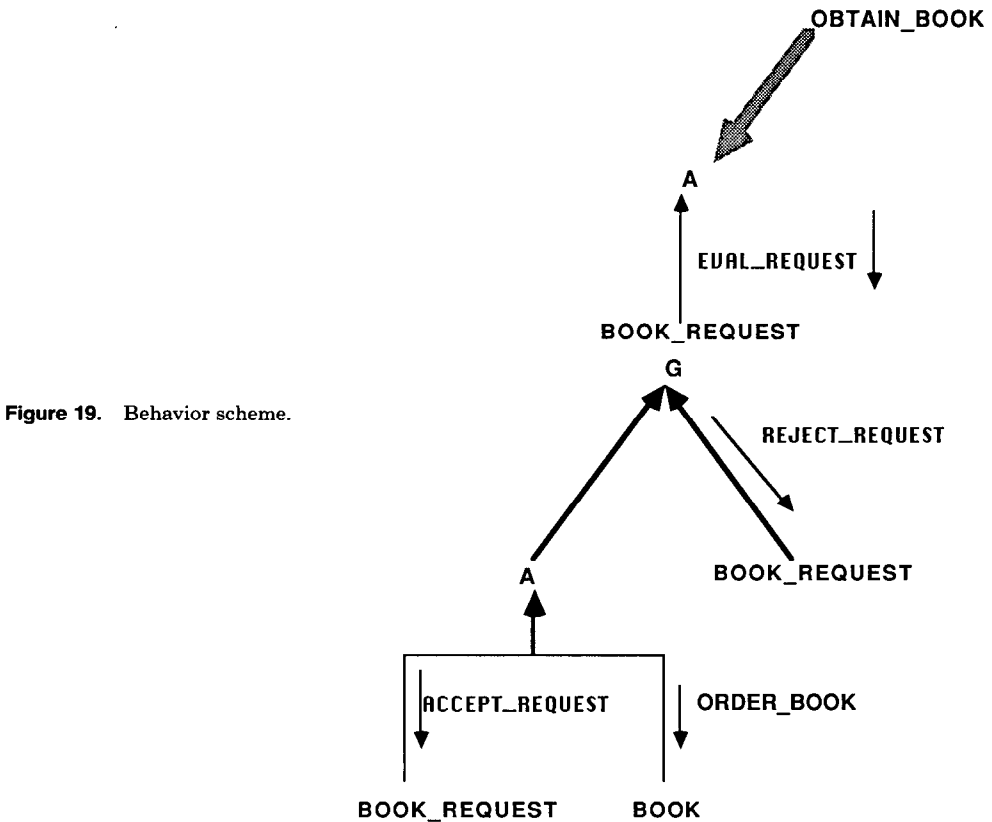 OBTAIN_BOOK
A
EVAL_REQUEST
BOOK_REQUEST
G
Figure 19. Behavior scheme.
REJECT_REQUEST
A
BOOK_REQUEST
ACCEPT_REQUEST
ORDER_BOOK
BOOK_REQUEST
BOOK